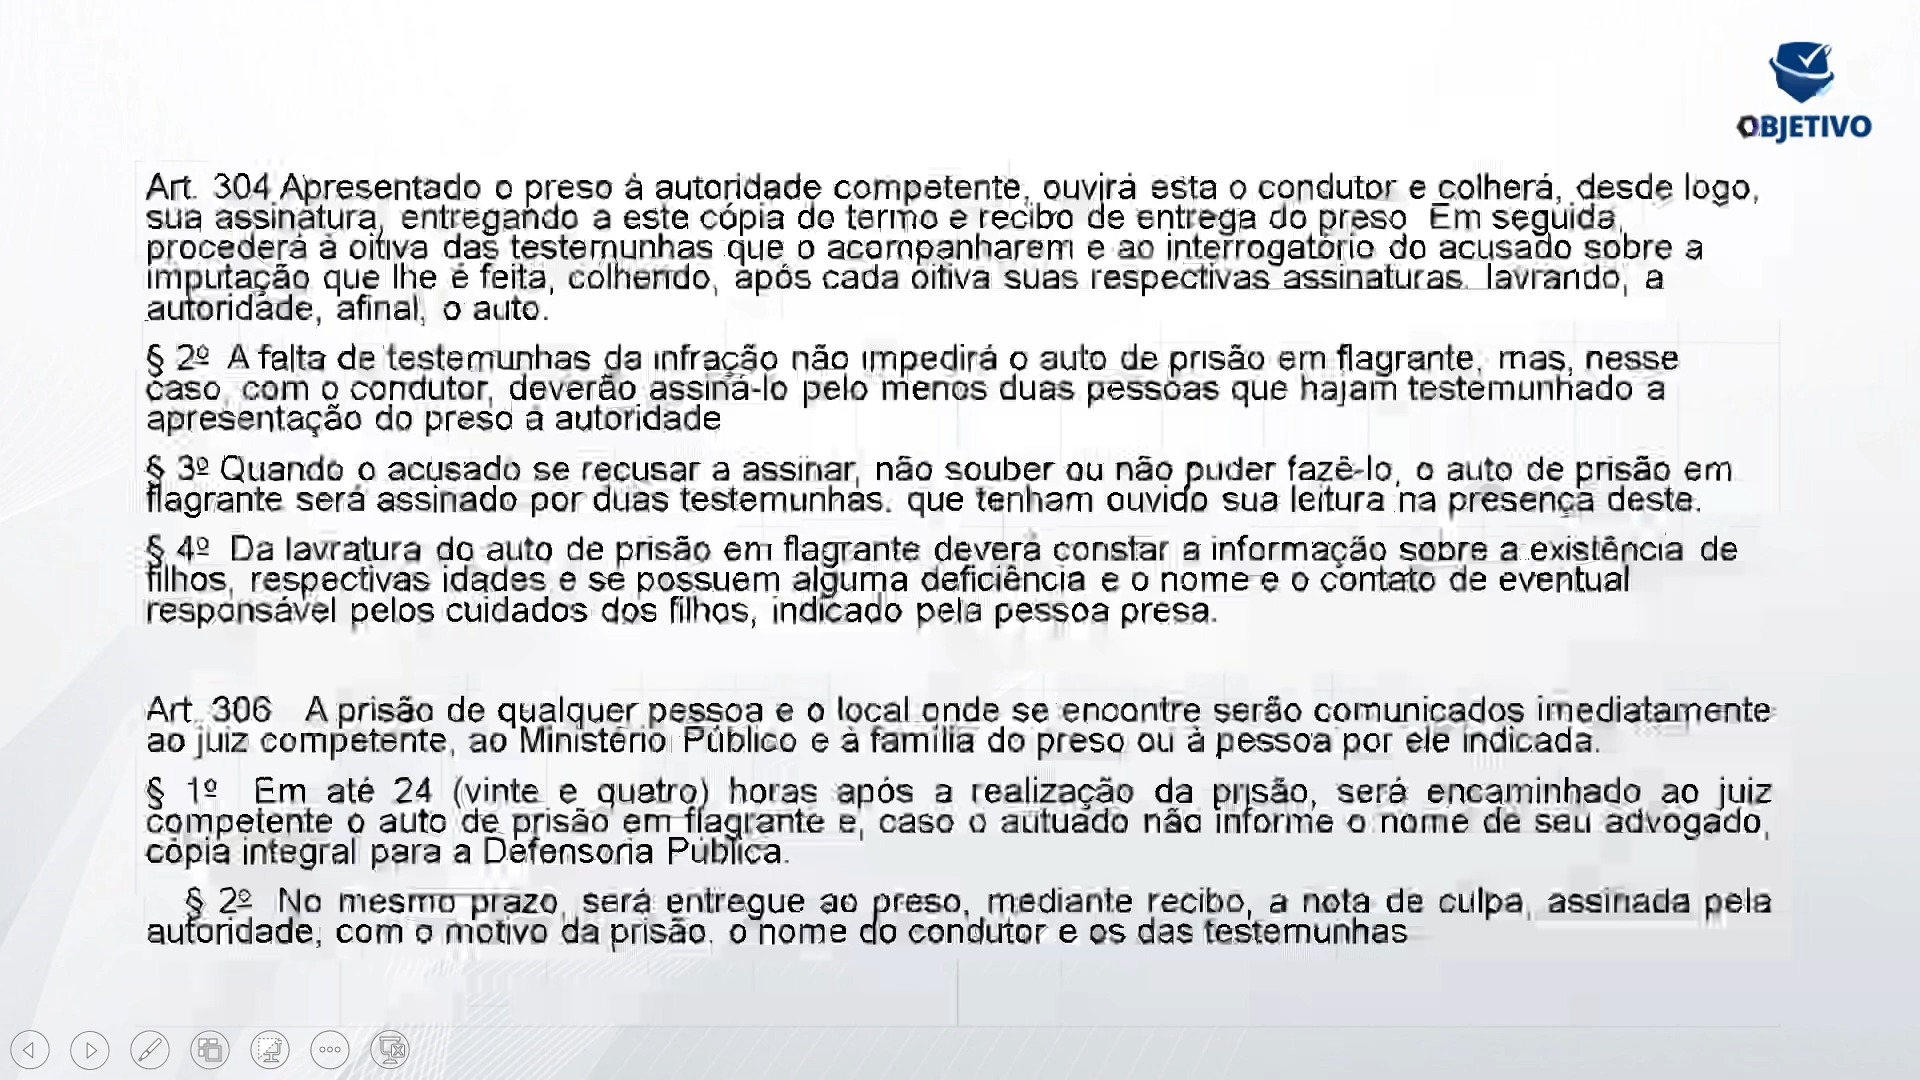 OBJETIVO
Art. 304 Apresentado o preso à autoridade competente, ouvirá esta o condutor e colherá, desde logo,
sua assinatura, entregando a este cópia do termo e recibo de entrega do preso Em seguida,
procederá à oitiva das testemunhas que o acompanharem e ao interrogatório do acusado sobre a
imputação que lhe é feita, colhendo, após cada oitiva suas respectivas assinaturas, lavrando, a
autoridade, afinal, o auto.
§ 2º A falta de testemunhas da infração não impedirá o auto de prisão em flagrante; mas, nesse
caso, com o condutor, deverão assiná-lo pelo menos duas pessoas que hajam testemunhado a
apresentação do preso à autoridade
§ 3º Quando o acusado se recusar a assinar, não souber ou não puder fazê-lo, o auto de prisão em
flagrante será assinado por duas testemunhas, que tenham ouvido sua leitura na presença deste.
§ 4º Da lavratura do auto de prisão em flagrante deverá constar a informação sobre a existência de
filhos, respectivas idades e se possuem alguma deficiência e o nome e o contato de eventual
responsável pelos cuidados dos filhos, indicado pela pessoa presa.
Art. 306 A prisão de qualquer pessoa e o local onde se encontre serão comunicados imediatamente
ao juiz competente, ao Ministério Público e à família do preso ou à pessoa por ele indicada.
§ 1º Em até 24 (vinte e quatro) horas após a realização da prisão, será encaminhado ao juiz
competente o auto de prisão em flagrante e, caso o autuado não informe o nome de seu advogado,
cópia integral para a Defensoria Pública.
§ 2º No mesmo prazo, será entregue ao preso, mediante recibo, a nota de culpa, assinada pela
autoridade, com o motivo da prisão, o nome do condutor e os das testemunhas